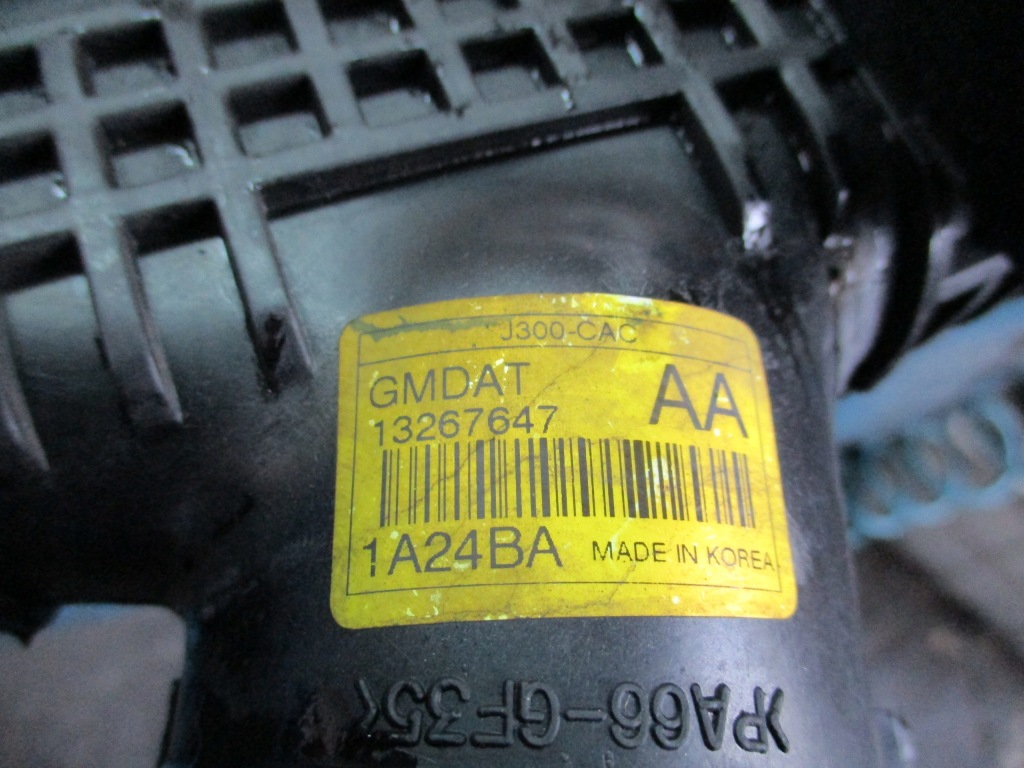 J300-CAC
GMDAT AA
13267647
1A24BA MADE IN KOREA
>PA66-GF35<